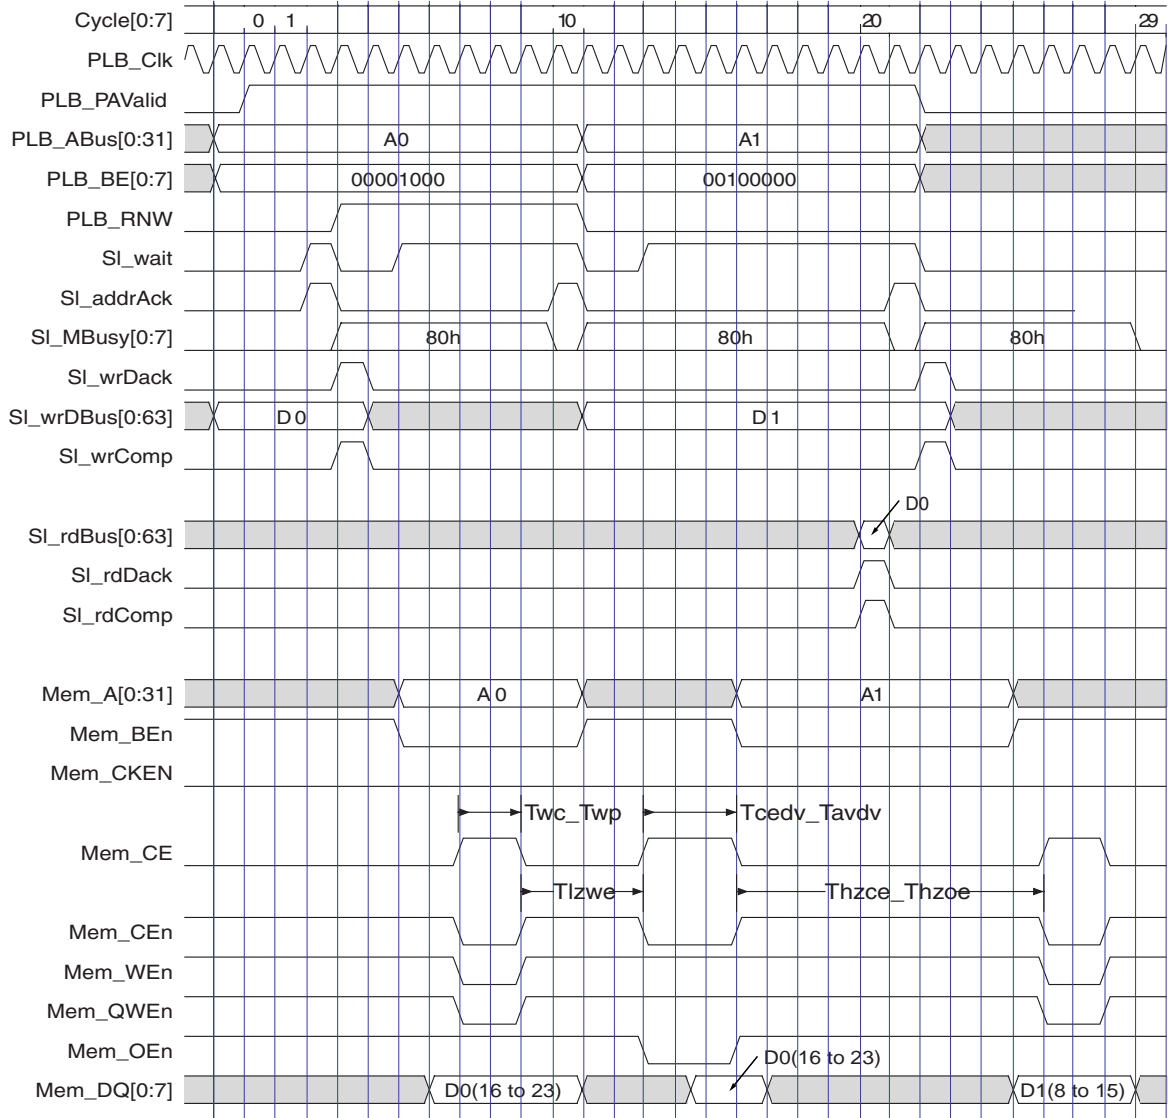 Cycle[0:7] 0 1 10 20 29
PLB_Clk
PLB_PAValid
PLB_ABus[0:31] A0 A1
PLB_BE[0:7] 00001000 00100000
PLB_RNW
Sl_wait
Sl_addrAck
Sl_MBusy[0:7] 80h 80h 80h
Sl_wrDack
Sl_wrDBus[0:63] D0 D1
Sl_wrComp
D0
Sl_rdBus[0:63]
Sl_rdDack
Sl_rdComp
Mem_A[0:31] A0 A1
Mem_BEn
Mem_CKEN
Twc_Twp Tcedv_Tavdv
Mem_CE
Tlzwe Thzce_Thzoe
Mem_CEn
Mem_WEn
Mem_QWEn
Mem_OEn
D0(16 to 23)
Mem_DQ[0:7] D0(16 to 23) D1(8 to 15)